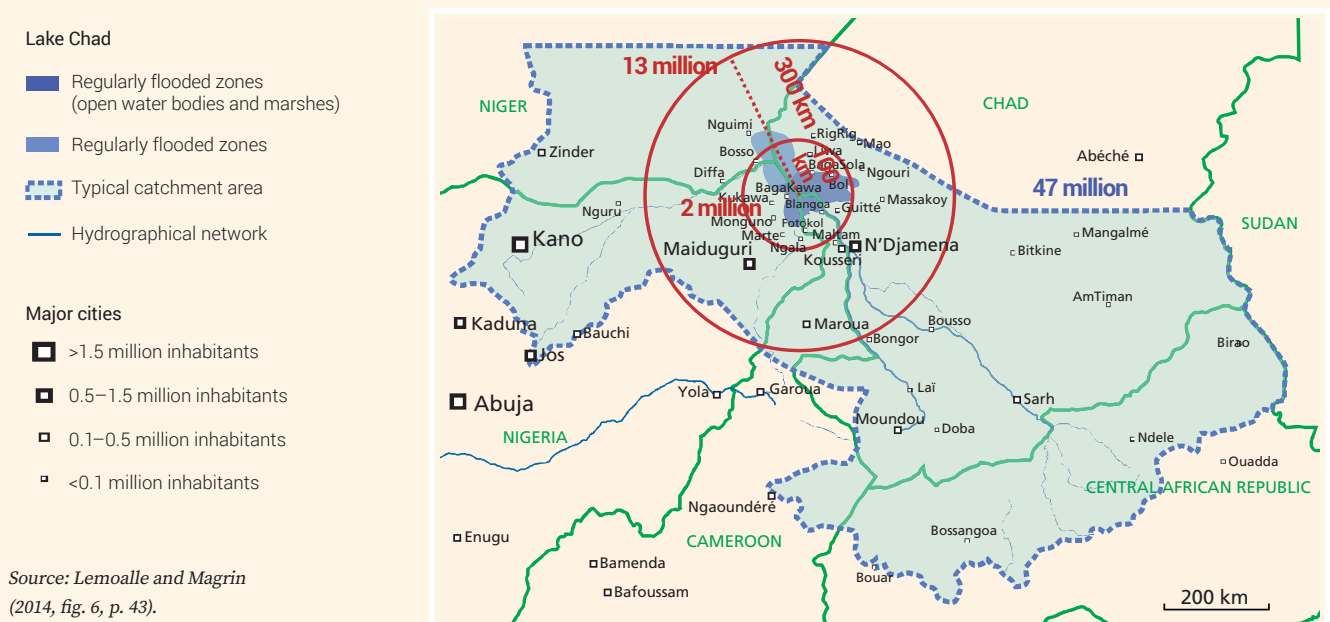 Lake Chad
Regularly flooded zones
(open water bodies and marshes)
Regularly flooded zones
Typical catchment area
Hydrographical network
Major cities
>1.5 million inhabitants
0.5–1.5 million inhabitants
0.1–0.5 million inhabitants
<0.1 million inhabitants
Source: Lemoalle and Magrin
(2014, fig. 6, p. 43).
13 million
300 km
NIGER
CHAD
Nguimi
RigRig
Mao
Zinder
Bosso
Liwa
Abéché
100
km
BagaSola
Diffa
Ngouri
47 million
BagaKawa
Bol
Kukawa
Massakoy
Nguru
2 million
Blangoa
Guitté
SUDAN
Monguno
Fotokol
Kano
Marte
Maltam
Mangalmé
Maiduguri
Ngala
N'Djamena
Bitkine
Kousseri
AmTiman
Kaduna
Bauchi
Maroua
Bousso
Jos
Bongor
Birao
Abuja
Yola
Garoua
Laï
Sarh
Moundou
Doba
NIGERIA
Ndele
Ouadda
CENTRAL AFRICAN REPUBLIC
Ngaoundéré
Enugu
CAMEROON
Bossangoa
Bamenda
Bouar
Bafoussam
200 km